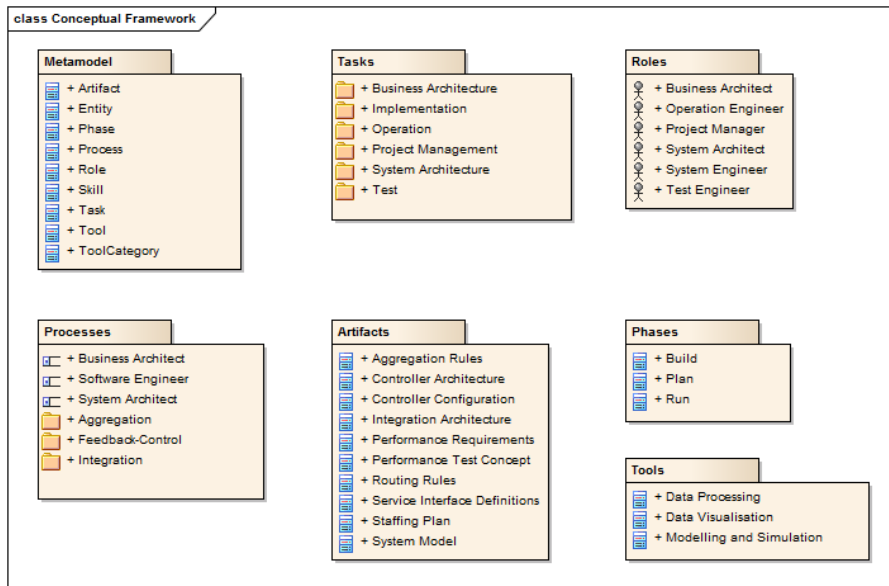 class Conceptual Framework
Metamodel
+ Artifact
+ Entity
+ Phase
+ Process
+ Role
+ Skill
+ Task
+ Tool
+ ToolCategory
Tasks
+ Business Architecture
+ Implementation
+ Operation
+ Project Management
+ System Architecture
+ Test
Roles
+ Business Architect
+ Operation Engineer
+ Project Manager
+ System Architect
+ System Engineer
+ Test Engineer
Processes
+ Business Architect
+ Software Engineer
+ System Architect
+ Aggregation
+ Feedback-Control
+ Integration
Artifacts
+ Aggregation Rules
+ Controller Architecture
+ Controller Configuration
+ Integration Architecture
+ Performance Requirements
+ Performance Test Concept
+ Routing Rules
+ Service Interface Definitions
+ Staffing Plan
+ System Model
Phases
+ Build
+ Plan
+ Run
Tools
+ Data Processing
+ Data Visualisation
+ Modelling and Simulation